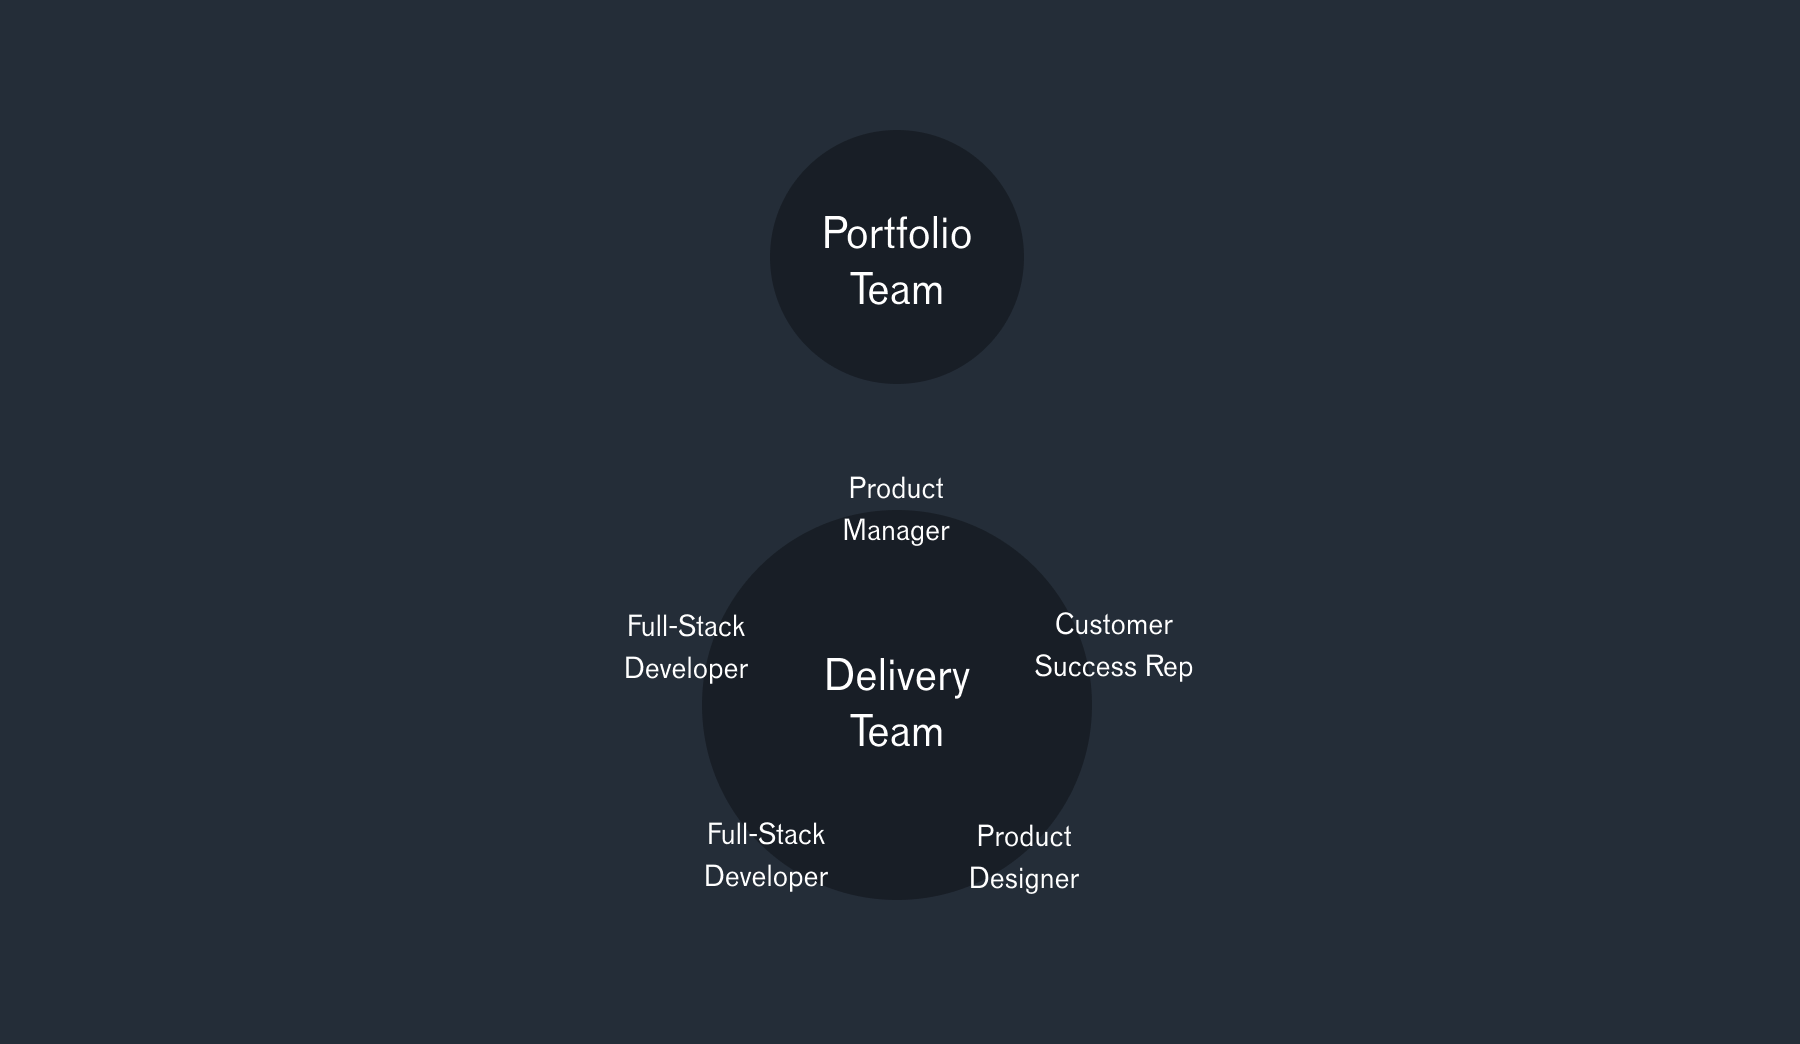 Portfolio
Team
Product
Manager
Full-Stack
Developer
Customer
Success Rep
Delivery
Team
Full-Stack
Developer
Product
Designer